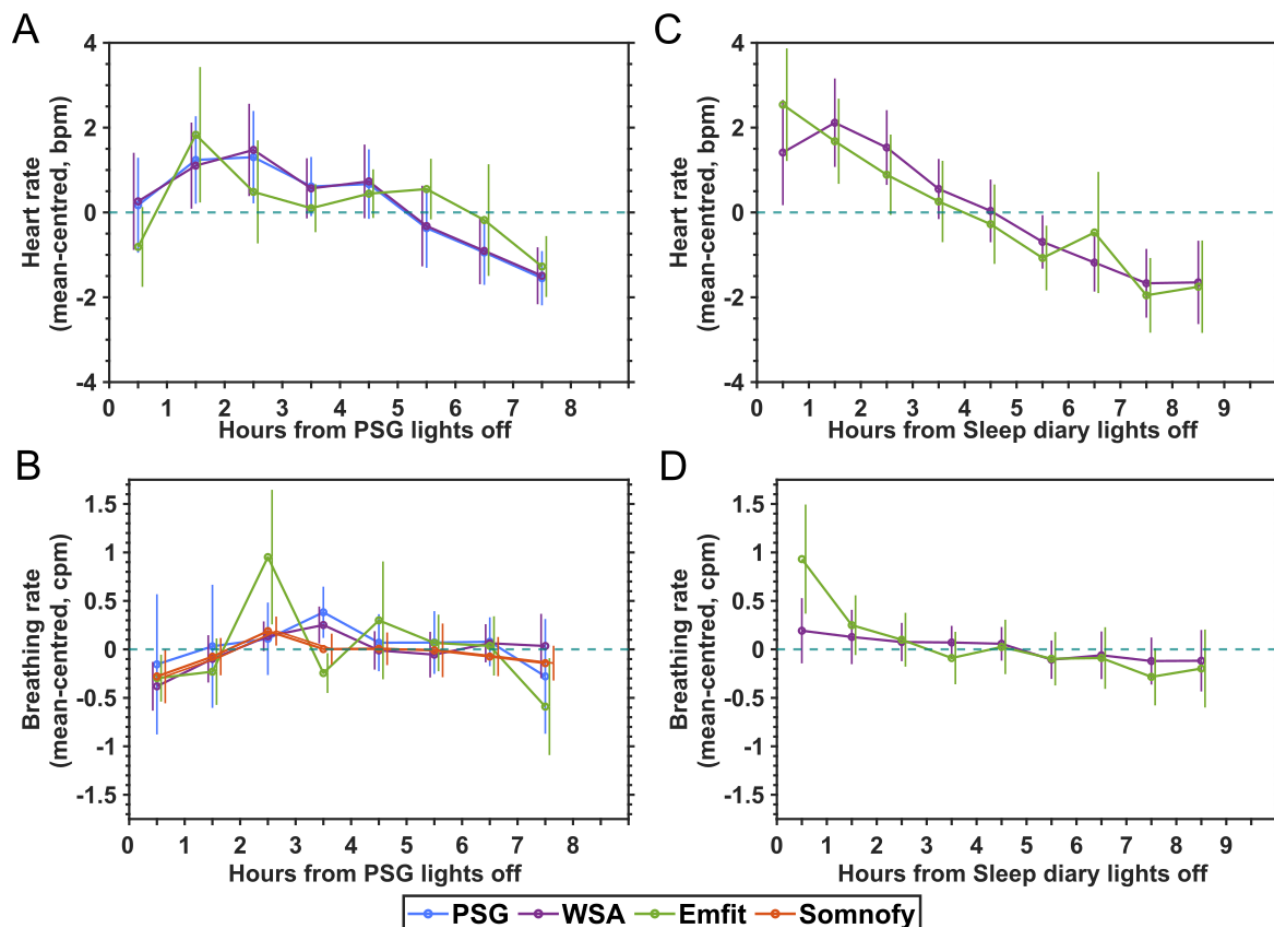 A
Heart rate
(mean-centred, bpm)
4
2
0
-2
-4
0 1 2 3 4 5 6 7 8
Hours from PSG lights off
C
Heart rate
(mean-centred, bpm)
4
2
0
-2
-4
0 1 2 3 4 5 6 7 8 9
Hours from Sleep diary lights off
B
Breathing rate
(mean-centred, cpm)
1.5
1
0.5
0
-0.5
-1
-1.5
0 1 2 3 4 5 6 7 8
Hours from PSG lights off
D
Breathing rate
(mean-centred, cpm)
1.5
1
0.5
0
-0.5
-1
-1.5
0 1 2 3 4 5 6 7 8 9
Hours from Sleep diary lights off
PSG WSA Emfit Somnofy